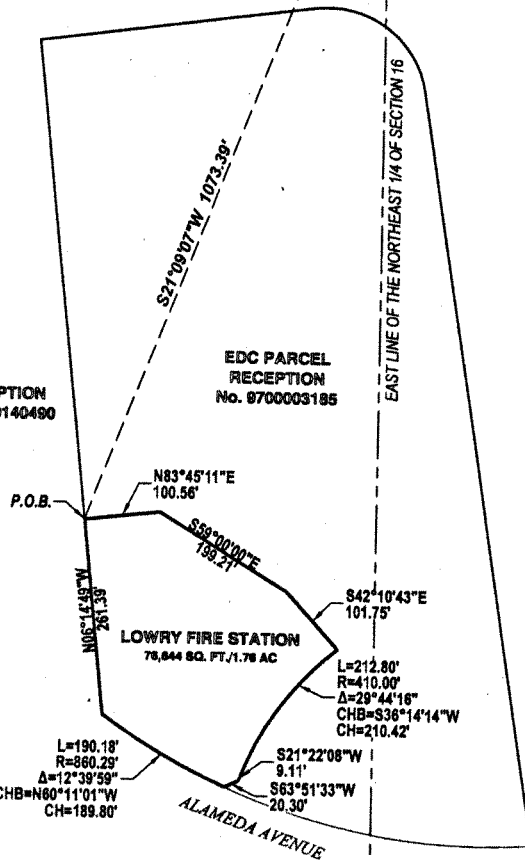 EAST LINE OF THE NORTHEAST 1/4 OF SECTION 16
S21°09'07"W 1073.39'
EDC PARCEL
RECEPTION
No. 9700003185
PTION
140490
P.O.B.
N83°45'11"E
100.56'
S59°00'00"E
199.21'
S42°10'43"E
101.75'
N06°14'49"W
261.39'
LOWRY FIRE STATION
SQ. FT./1.76 AC
L=212.80'
R=410.00'
Δ=29°44'16"
CHB=S36°14'14"W
CH=210.42'
S21°22'06"W
9.11'
S63°51'33"W
20.30'
L=190.18'
R=860.29'
Δ=12°39'59"
CHB=N60°11'01"W
CH=189.80'
ALAMEDA AVENUE